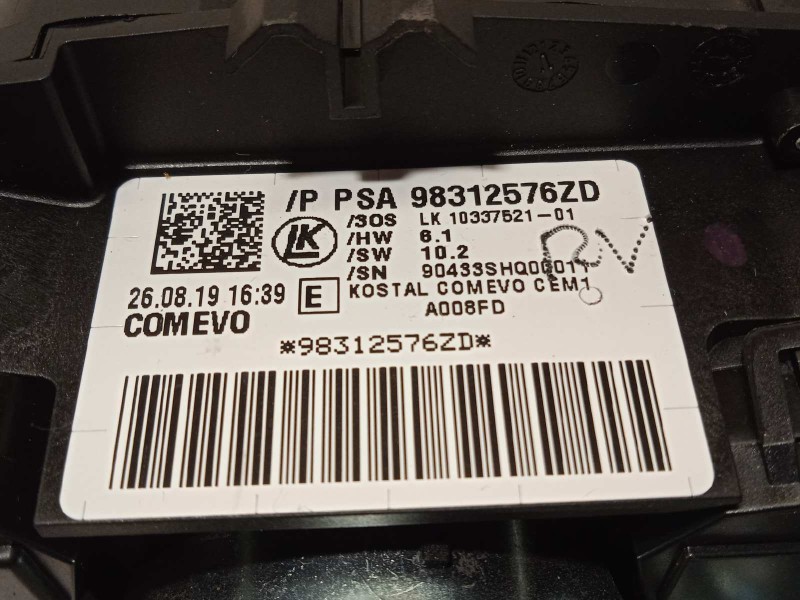 /P PSA 98312576ZD
/3OS LK 10337521-01
LK
/HW 6.1
/SW 10.2
/SN 90433SHQ00011
26.08.19 16:39 E KOSTAL COMEVO CEM1
COMEVO A008FD
*98312576ZD*